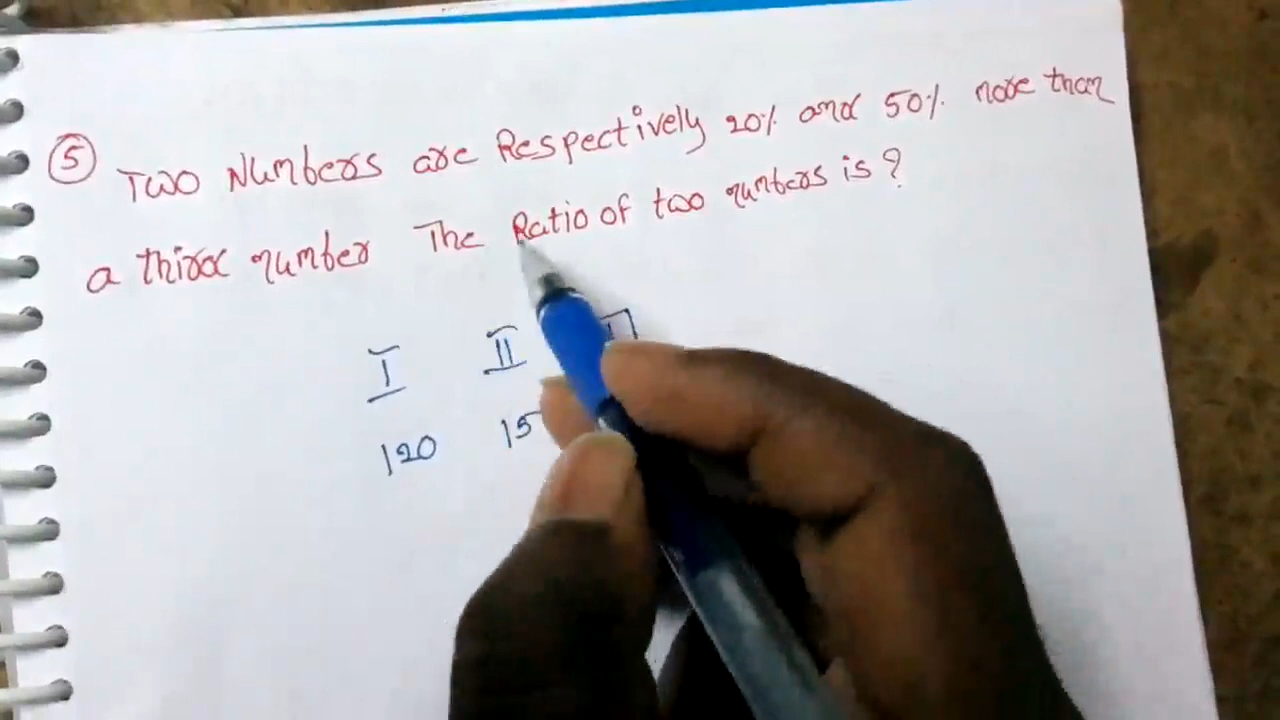 5 Two Numbers are Respectively 20% and 50% more than
a third number The Ratio of two numbers is?
I II
120 15